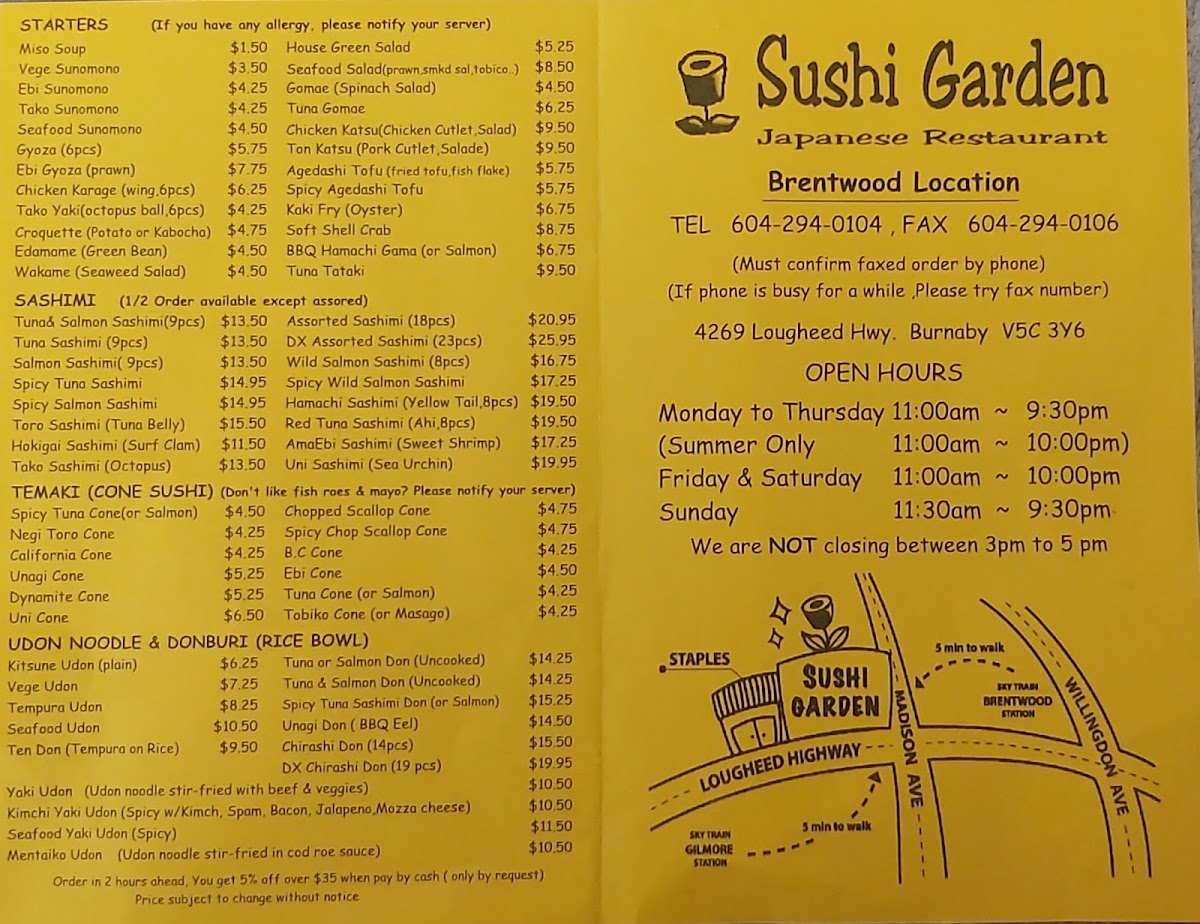 STARTERS (If you have any allergy, please notify your server)
Miso Soup $1.50 House Green Salad $5.25
Vege Sunomono $3.50 Seafood Salad(prawn,smkd sal,tobico..) $8.50
Ebi Sunomono $4.25 Gomae (Spinach Salad) $4.50
Tako Sunomono $4.25 Tuna Gomae $6.25
Seafood Sunomono $4.50 Chicken Katsu(Chicken Cutlet,Salad) $9.50
Gyoza (6pcs) $5.75 Ton Katsu (Pork Cutlet,Salade) $9.50
Ebi Gyoza (prawn) $7.75 Agedashi Tofu (fried tofu,fish flake) $5.75
Chicken Karage (wing,6pcs) $6.25 Spicy Agedashi Tofu $5.75
Tako Yaki(octopus ball,6pcs) $4.25 Kaki Fry (Oyster) $6.75
Croquette (Potato or Kabocha) $4.75 Soft Shell Crab $8.75
Edamame (Green Bean) $4.50 BBQ Hamachi Gama (or Salmon) $6.75
Wakame (Seaweed Salad) $4.50 Tuna Tataki $9.50
SASHIMI (1/2 Order available except assored)
Tuna& Salmon Sashimi(9pcs) $13.50 Assorted Sashimi (18pcs) $20.95
Tuna Sashimi (9pcs) $13.50 DX Assorted Sashimi (23pcs) $25.95
Salmon Sashimi( 9pcs) $13.50 Wild Salmon Sashimi (8pcs) $16.75
Spicy Tuna Sashimi $14.95 Spicy Wild Salmon Sashimi $17.25
Spicy Salmon Sashimi $14.95 Hamachi Sashimi (Yellow Tail,8pcs) $19.50
Toro Sashimi (Tuna Belly) $15.50 Red Tuna Sashimi (Ahi,8pcs) $19.50
Hokigai Sashimi (Surf Clam) $11.50 AmaEbi Sashimi (Sweet Shrimp) $17.25
Tako Sashimi (Octopus) $13.50 Uni Sashimi (Sea Urchin) $19.95
TEMAKI (CONE SUSHI) (Don't like fish roes & mayo? Please notify your server)
Spicy Tuna Cone(or Salmon) $4.50 Chopped Scallop Cone $4.75
Negi Toro Cone $4.25 Spicy Chop Scallop Cone $4.75
California Cone $4.25 B.C Cone $4.25
Unagi Cone $5.25 Ebi Cone $4.50
Dynamite Cone $5.25 Tuna Cone (or Salmon) $4.25
Uni Cone $6.50 Tobiko Cone (or Masago) $4.25
UDON NOODLE & DONBURI (RICE BOWL)
Kitsune Udon (plain) $6.25 Tuna or Salmon Don (Uncooked) $14.25
Vege Udon $7.25 Tuna & Salmon Don (Uncooked) $14.25
Tempura Udon $8.25 Spicy Tuna Sashimi Don (or Salmon) $15.25
Seafood Udon $10.50 Unagi Don ( BBQ Eel) $14.50
Ten Don (Tempura on Rice) $9.50 Chirashi Don (14pcs) $15.50
DX Chirashi Don (19 pcs) $19.95
Yaki Udon (Udon noodle stir-fried with beef & veggies) $10.50
Kimchi Yaki Udon (Spicy w/Kimch, Spam, Bacon, Jalapeno,Mozza cheese) $10.50
Seafood Yaki Udon (Spicy) $11.50
Mentaiko Udon (Udon noodle stir-fried in cod roe sauce) $10.50
Order in 2 hours ahead, You get 5% off over $35 when pay by cash ( only by request)
Price subject to change without notice
Sushi Garden
Japanese Restaurant
Brentwood Location
TEL 604-294-0104 , FAX 604-294-0106
(Must confirm faxed order by phone)
(If phone is busy for a while ,Please try fax number)
4269 Lougheed Hwy. Burnaby V5C 3Y6
OPEN HOURS
Monday to Thursday 11:00am ~ 9:30pm
(Summer Only 11:00am ~ 10:00pm)
Friday & Saturday 11:00am ~ 10:00pm
Sunday 11:30am ~ 9:30pm
We are NOT closing between 3pm to 5 pm
STAPLES
SUSHI
GARDEN
5 min to walk
SKY TRAIN
BRENTWOOD
STATION
MADISON AVE
WILLINGDON AVE
LOUGHEED HIGHWAY
5 min to walk
SKY TRAIN
GILMORE
STATION